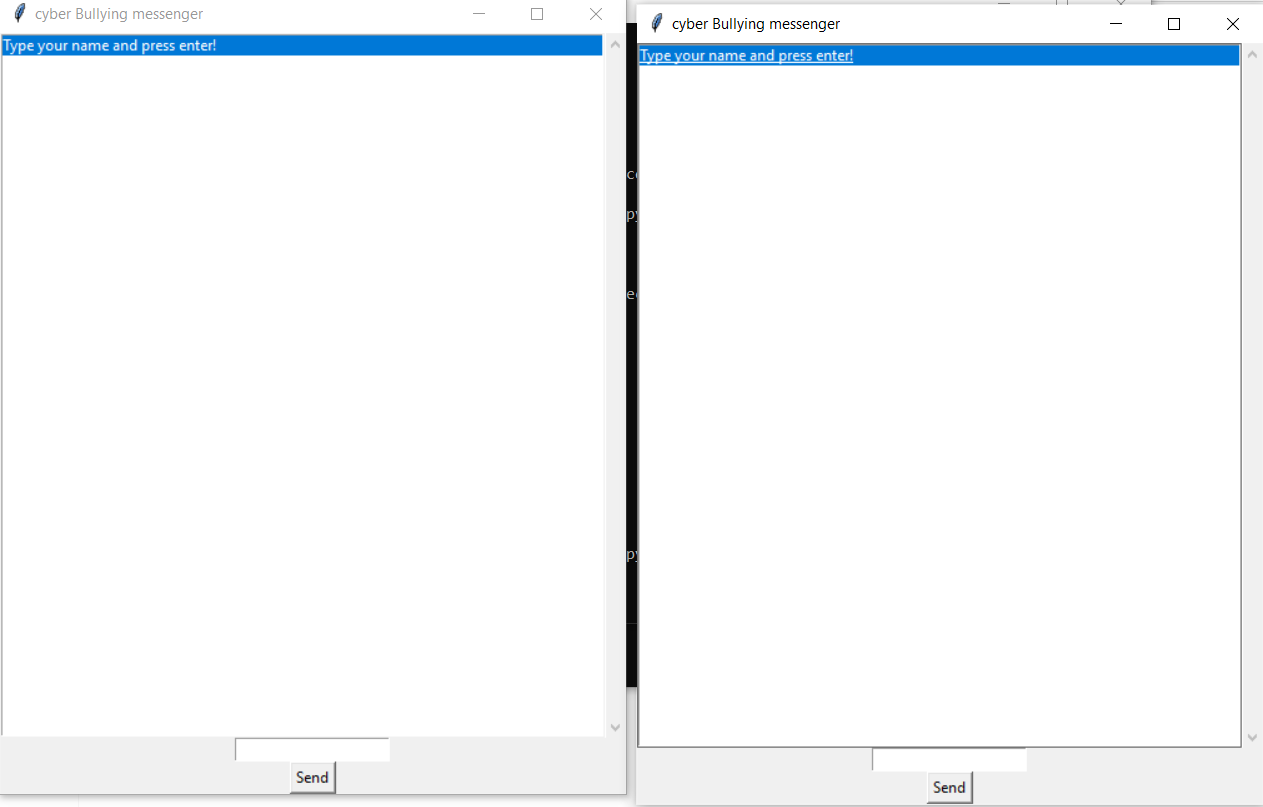 cyber Bullying messenger
Type your name and press enter!
Send
cyber Bullying messenger
Type your name and press enter!
Send